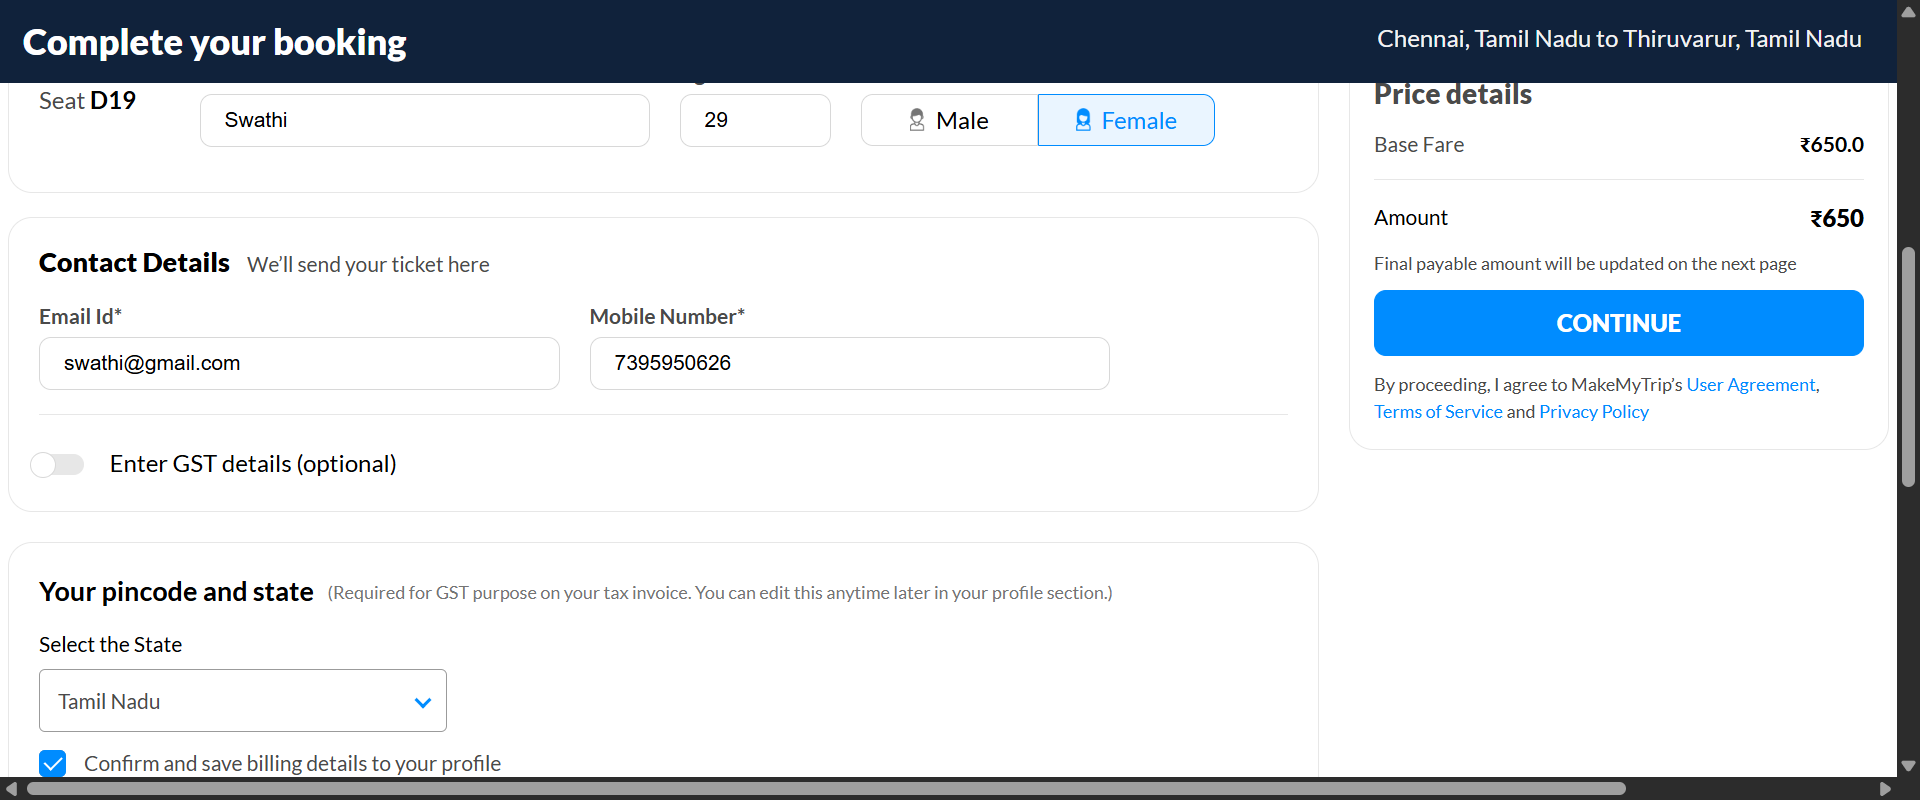 Complete your booking
Chennai, Tamil Nadu to Thiruvarur, Tamil Nadu
Seat D19
Swathi
29
Male
Female
Contact Details We'll send your ticket here
Email Id*
Mobile Number*
swathi@gmail.com
7395950626
Enter GST details (optional)
Your pincode and state (Required for GST purpose on your tax invoice. You can edit this anytime later in your profile section.)
Select the State
Tamil Nadu
Confirm and save billing details to your profile
Price details
Base Fare ₹650.0
Amount ₹650
Final payable amount will be updated on the next page
CONTINUE
By proceeding, I agree to MakeMyTrip's User Agreement,
Terms of Service and Privacy Policy